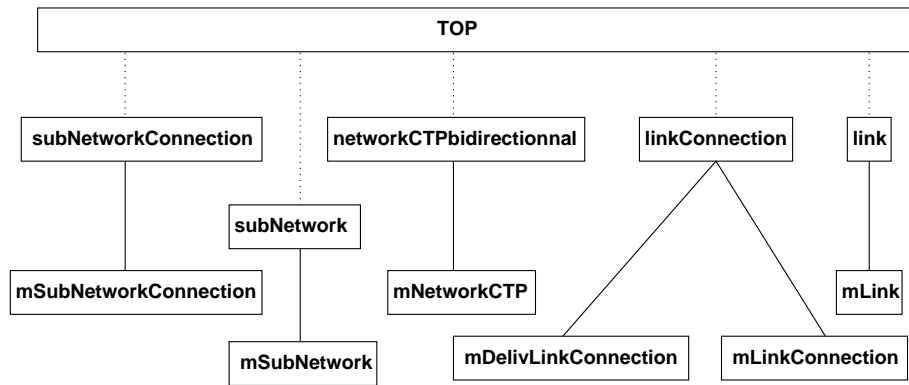 TOP
subNetworkConnection
networkCTPbidirectionnal
linkConnection
link
subNetwork
mSubNetworkConnection
mNetworkCTP
mLink
mSubNetwork
mDelivLinkConnection
mLinkConnection